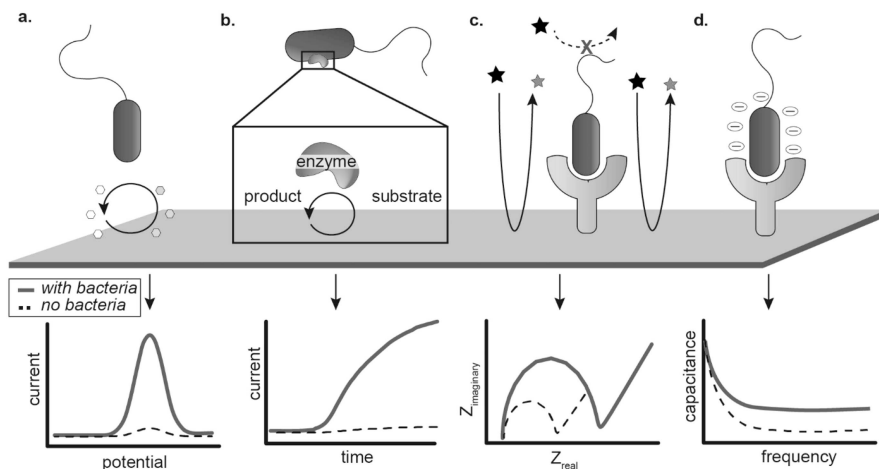 a.
b.
c.
d.
X
enzyme
product
substrate
with bacteria
no bacteria
current
potential
current
time
Zimaginary
Zreal
capacitance
frequency